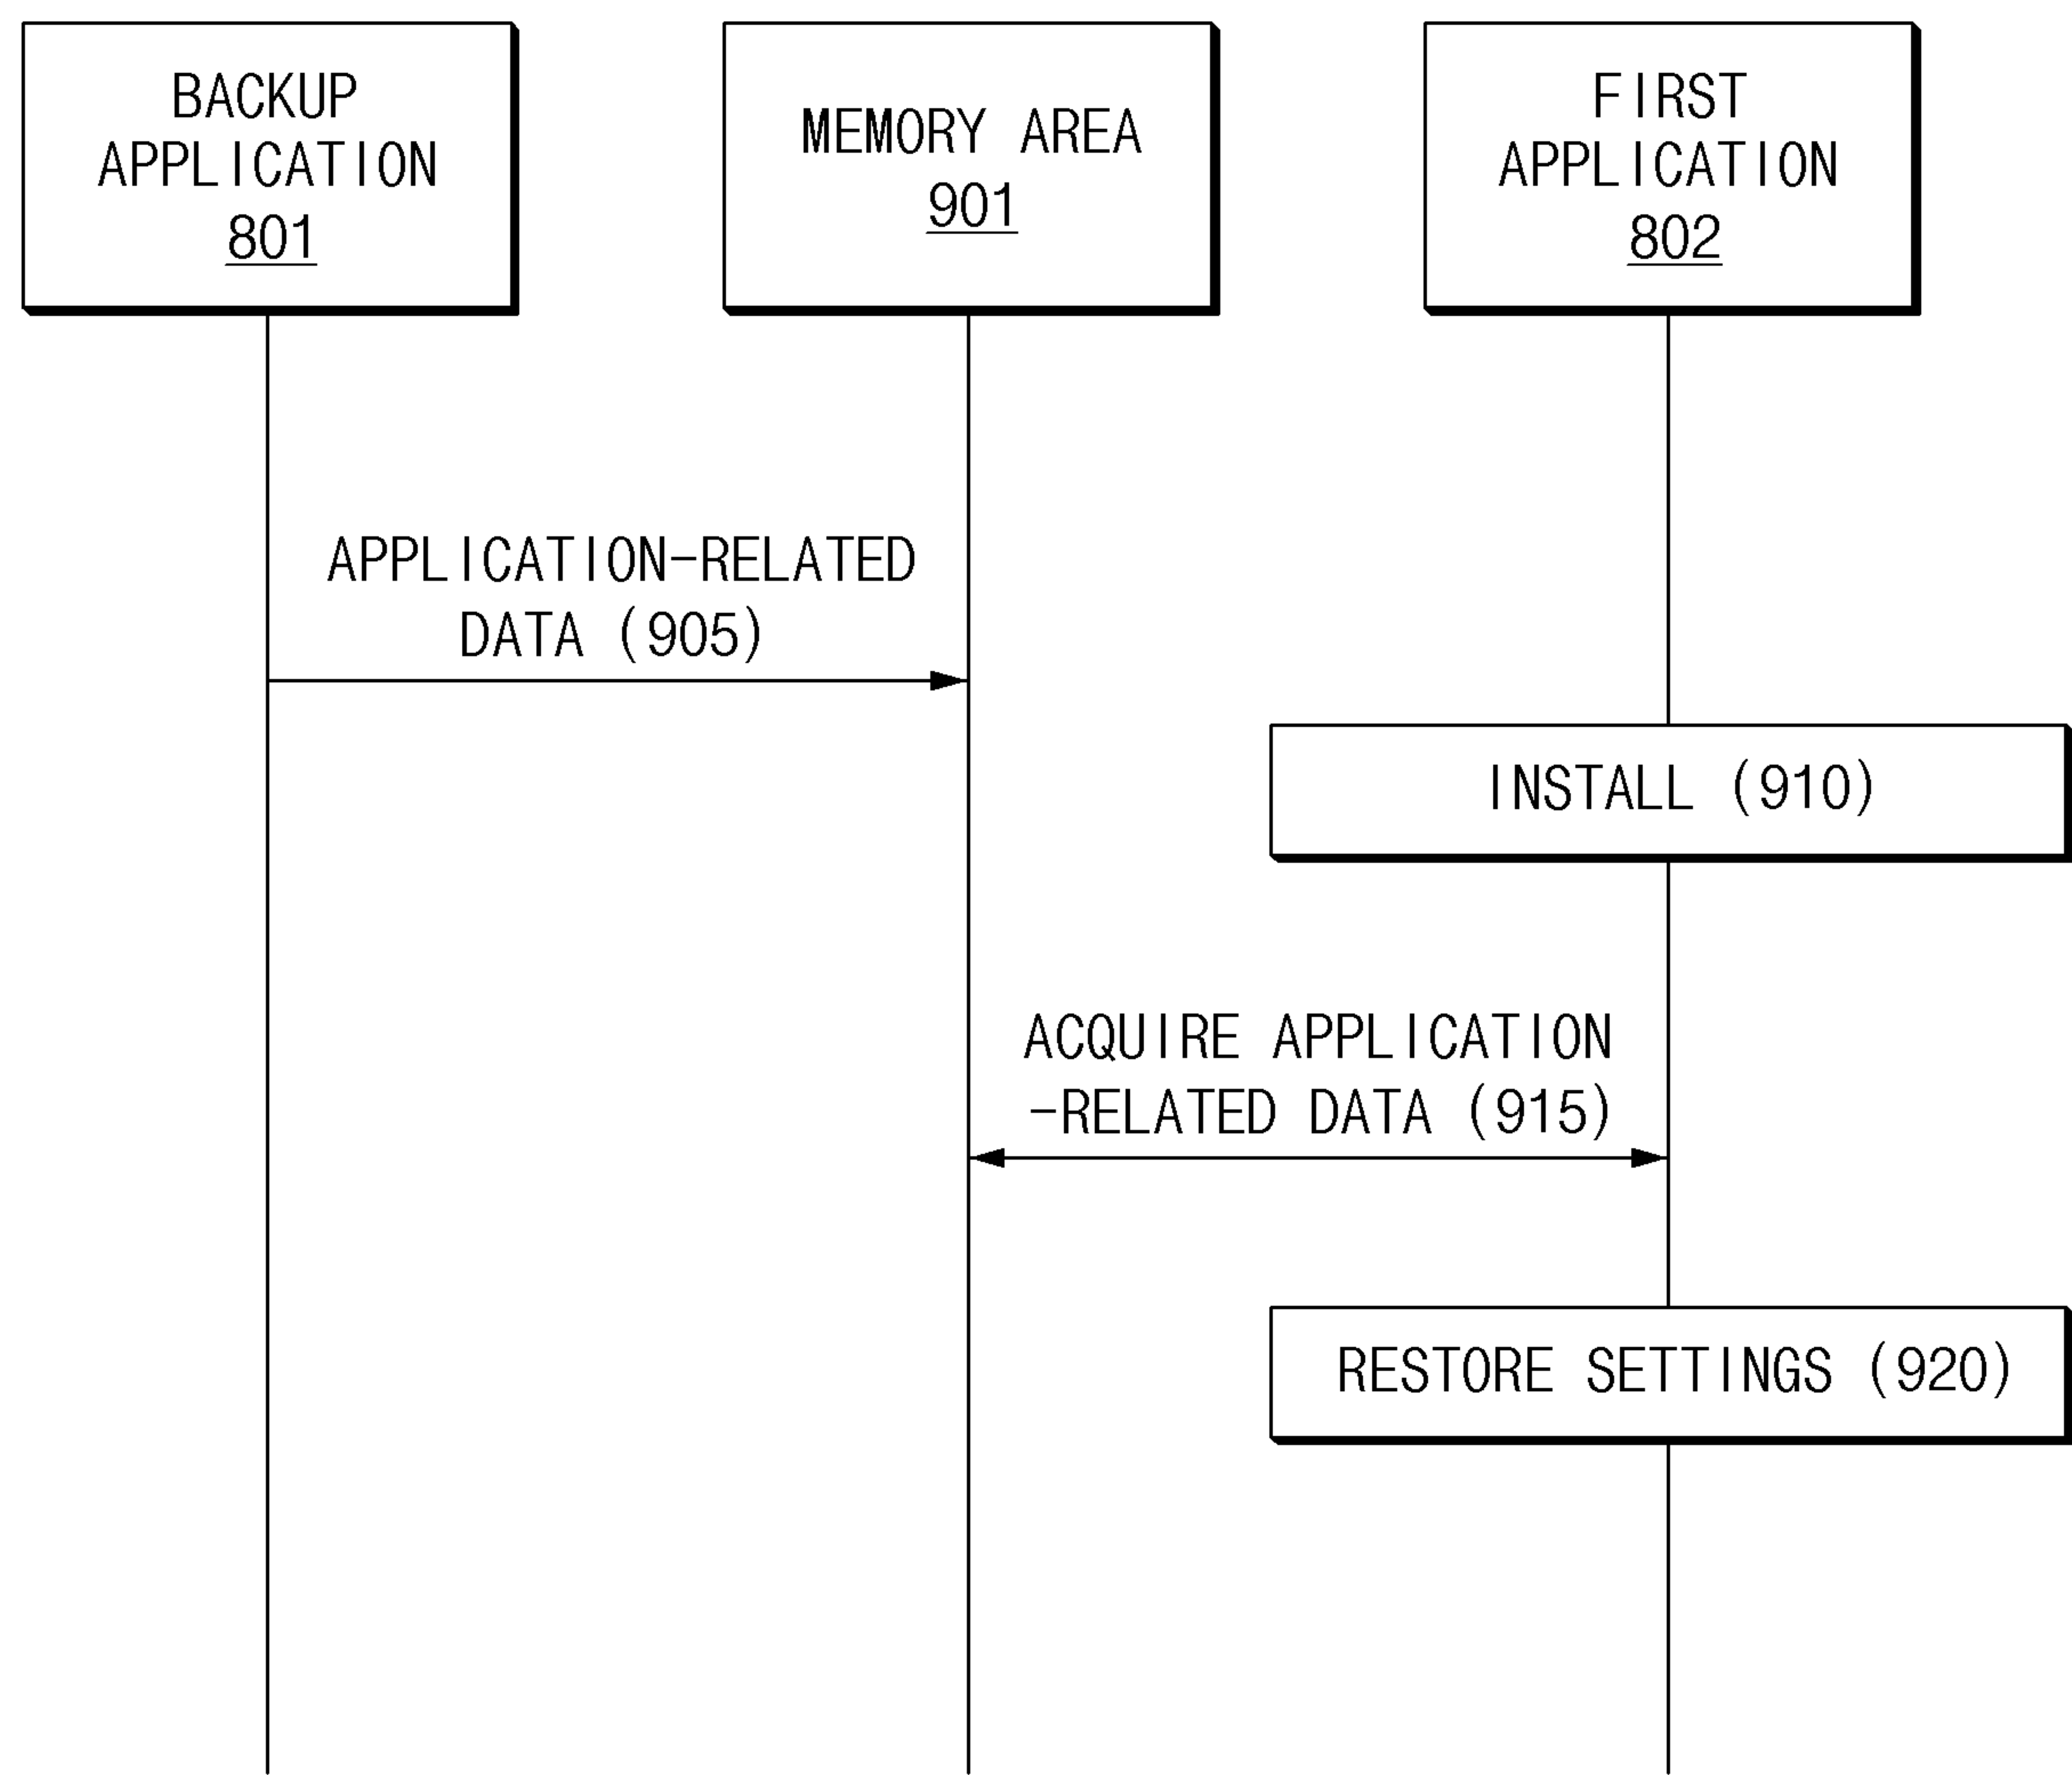 BACKUP
APPLICATION
801
MEMORY AREA
901
FIRST
APPLICATION
802
APPLICATION-RELATED
DATA (905)
INSTALL (910)
ACQUIRE APPLICATION
-RELATED DATA (915)
RESTORE SETTINGS (920)